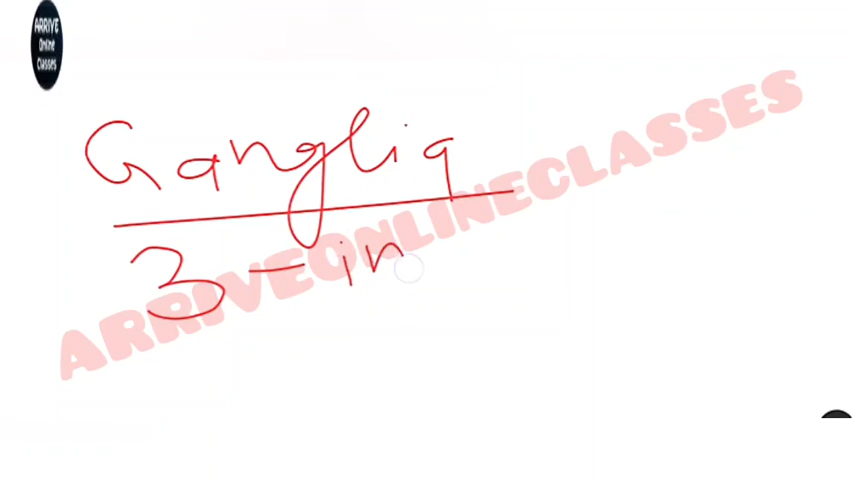 ARRIVE
Online
Classes
Ganglia
3 - in
ARRIVEONLINECLASSES